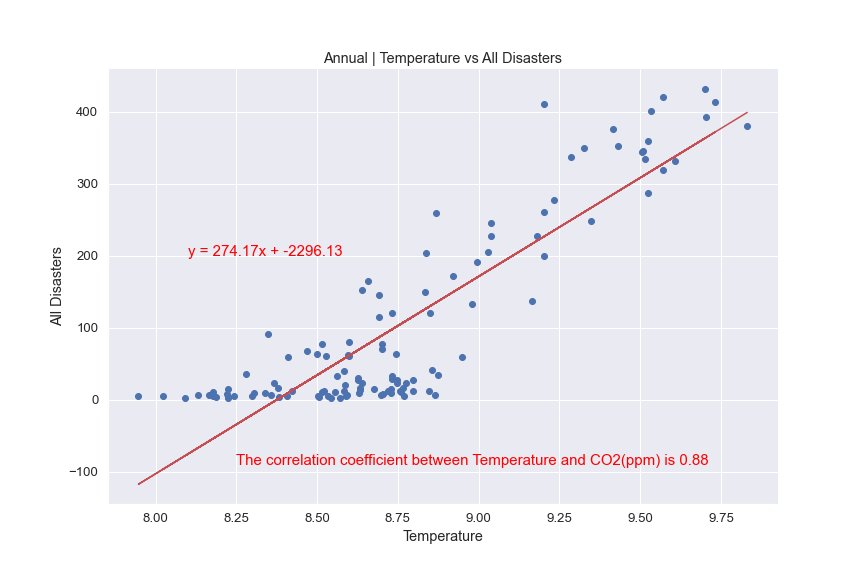 Annual | Temperature vs All Disasters
400
300
200
100
0
−100
All Disasters
y = 274.17x + -2296.13
The correlation coefficient between Temperature and CO2(ppm) is 0.88
8.00 8.25 8.50 8.75 9.00 9.25 9.50 9.75
Temperature